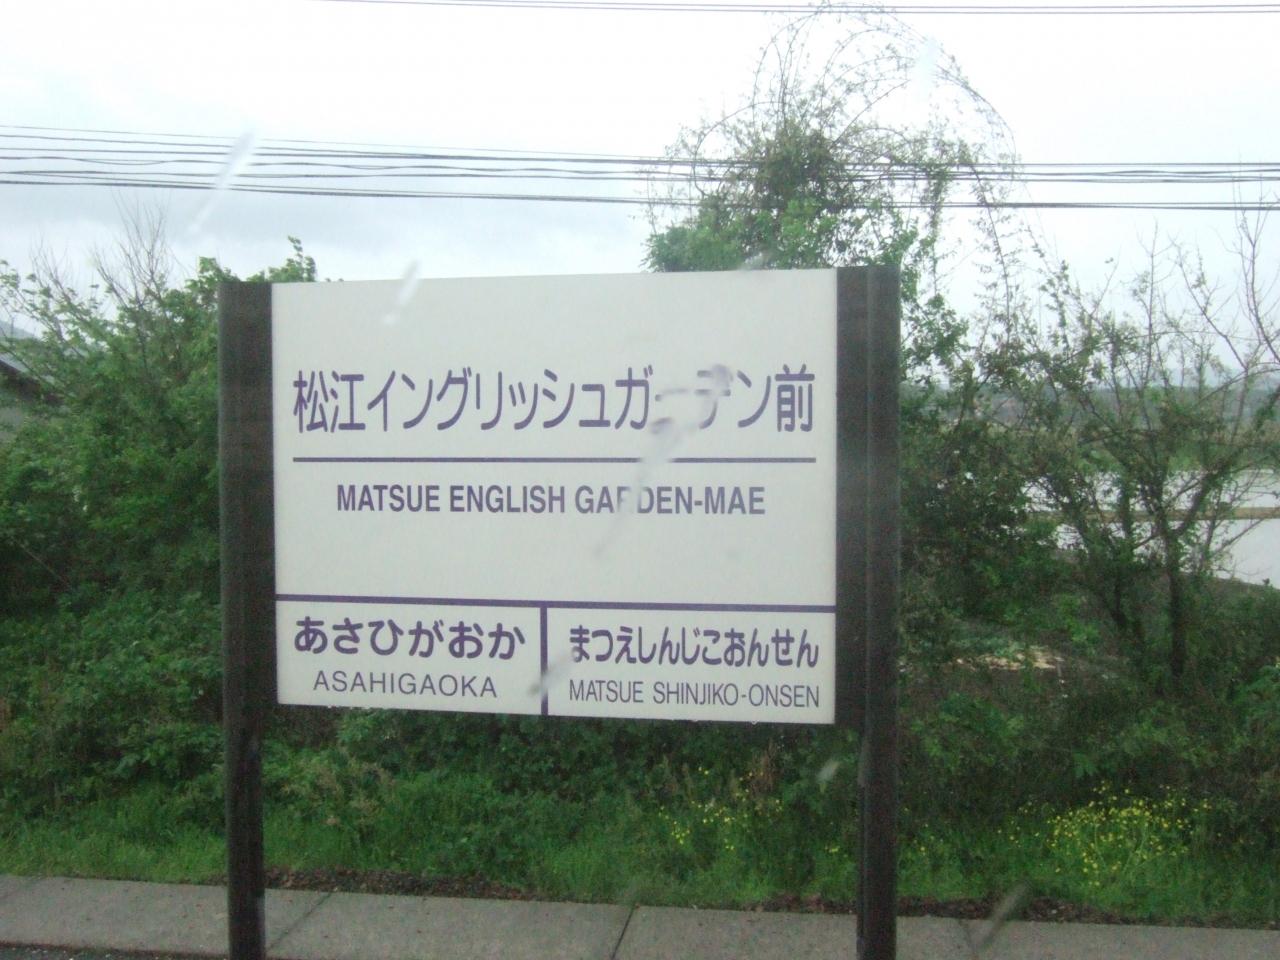 松江イングリッシュガーデン前
MATSUE ENGLISH GARDEN-MAE
あさひがおか
ASAHIGAOKA
まつえしんじこおんせん
MATSUE SHINJIKO-ONSEN